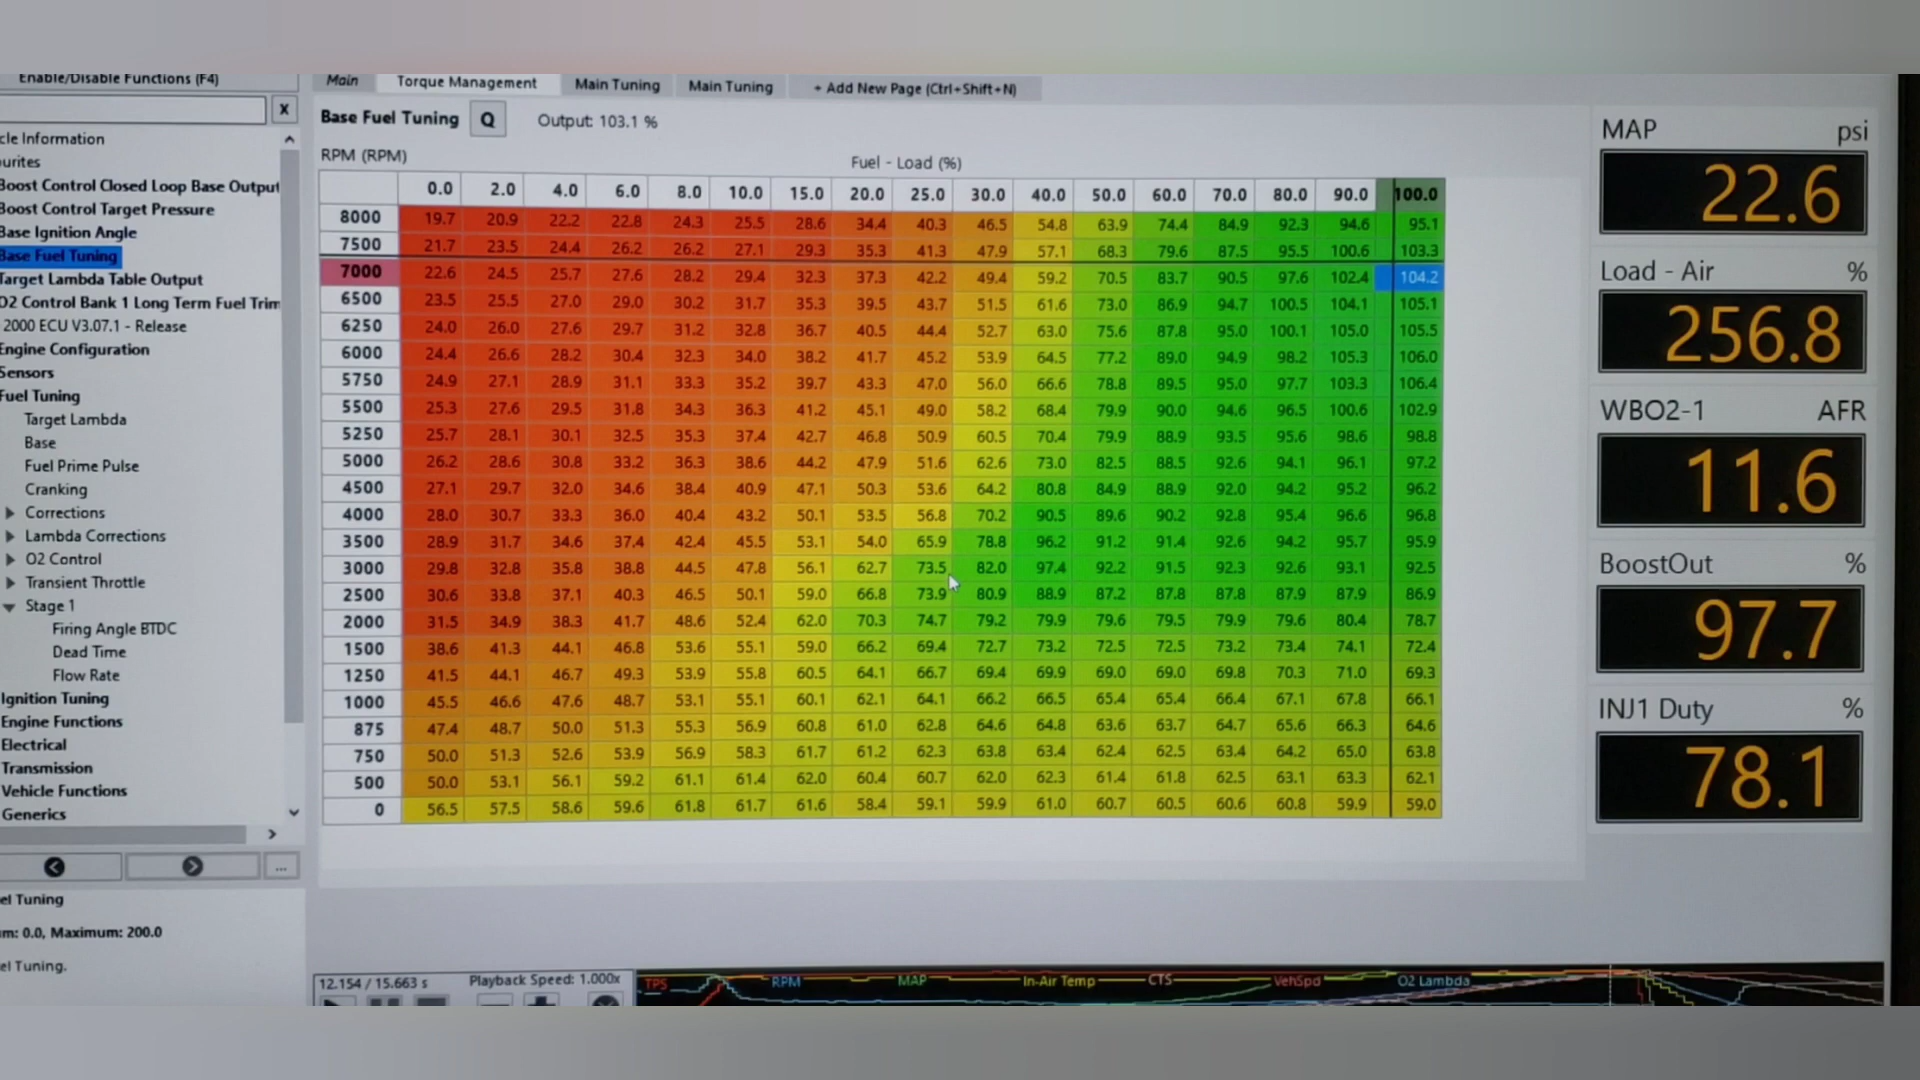 Enable/Disable Functions (F4)
Main
Torque Management
Main Tuning
Main Tuning
+ Add New Page (Ctrl+Shift+N)
X
cle Information
ourites
Boost Control Closed Loop Base Output
Boost Control Target Pressure
Base Ignition Angle
Base Fuel Tuning
Target Lambda Table Output
O2 Control Bank 1 Long Term Fuel Trim
2000 ECU V3.07.1 - Release
Engine Configuration
Sensors
Fuel Tuning
Target Lambda
Base
Fuel Prime Pulse
Cranking
Corrections
Lambda Corrections
O2 Control
Transient Throttle
Stage 1
Firing Angle BTDC
Dead Time
Flow Rate
Ignition Tuning
Engine Functions
Electrical
Transmission
Vehicle Functions
Generics
...
el Tuning
m: 0.0, Maximum: 200.0
el Tuning.
Base Fuel Tuning Q Output: 103.1 %
RPM (RPM)
Fuel - Load (%)
0.0 2.0 4.0 6.0 8.0 10.0 15.0 20.0 25.0 30.0 40.0 50.0 60.0 70.0 80.0 90.0 100.0
8000 19.7 20.9 22.2 22.8 24.3 25.5 28.6 34.4 40.3 46.5 54.8 63.9 74.4 84.9 92.3 94.6 95.1
7500 21.7 23.5 24.4 26.2 26.2 27.1 29.3 35.3 41.3 47.9 57.1 68.3 79.6 87.5 95.5 100.6 103.3
7000 22.6 24.5 25.7 27.6 28.2 29.4 32.3 37.3 42.2 49.4 59.2 70.5 83.7 90.5 97.6 102.4 104.2
6500 23.5 25.5 27.0 29.0 30.2 31.7 35.3 39.5 43.7 51.5 61.6 73.0 86.9 94.7 100.5 104.1 105.1
6250 24.0 26.0 27.6 29.7 31.2 32.8 36.7 40.5 44.4 52.7 63.0 75.6 87.8 95.0 100.1 105.0 105.5
6000 24.4 26.6 28.2 30.4 32.3 34.0 38.2 41.7 45.2 53.9 64.5 77.2 89.0 94.9 98.2 105.3 106.0
5750 24.9 27.1 28.9 31.1 33.3 35.2 39.7 43.3 47.0 56.0 66.6 78.8 89.5 95.0 97.7 103.3 106.4
5500 25.3 27.6 29.5 31.8 34.3 36.3 41.2 45.1 49.0 58.2 68.4 79.9 90.0 94.6 96.5 100.6 102.9
5250 25.7 28.1 30.1 32.5 35.3 37.4 42.7 46.8 50.9 60.5 70.4 79.9 88.9 93.5 95.6 98.6 98.8
5000 26.2 28.6 30.8 33.2 36.3 38.6 44.2 47.9 51.6 62.6 73.0 82.5 88.5 92.6 94.1 96.1 97.2
4500 27.1 29.7 32.0 34.6 38.4 40.9 47.1 50.3 53.6 64.2 80.8 84.9 88.9 92.0 94.2 95.2 96.2
4000 28.0 30.7 33.3 36.0 40.4 43.2 50.1 53.5 56.8 70.2 90.5 89.6 90.2 92.8 95.4 96.6 96.8
3500 28.9 31.7 34.6 37.4 42.4 45.5 53.1 54.0 65.9 78.8 96.2 91.2 91.4 92.6 94.2 95.7 95.9
3000 29.8 32.8 35.8 38.8 44.5 47.8 56.1 62.7 73.5 82.0 97.4 92.2 91.5 92.3 92.6 93.1 92.5
2500 30.6 33.8 37.1 40.3 46.5 50.1 59.0 66.8 73.9 80.9 88.9 87.2 87.8 87.8 87.9 87.9 86.9
2000 31.5 34.9 38.3 41.7 48.6 52.4 62.0 70.3 74.7 79.2 79.9 79.6 79.5 79.9 79.6 80.4 78.7
1500 38.6 41.3 44.1 46.8 53.6 55.1 59.0 66.2 69.4 72.7 73.2 72.5 72.5 73.2 73.4 74.1 72.4
1250 41.5 44.1 46.7 49.3 53.9 55.8 60.5 64.1 66.7 69.4 69.9 69.0 69.0 69.8 70.3 71.0 69.3
1000 45.5 46.6 47.6 48.7 53.1 55.1 60.1 62.1 64.1 66.2 66.5 65.4 65.4 66.4 67.1 67.8 66.1
875 47.4 48.7 50.0 51.3 55.3 56.9 60.8 61.0 62.8 64.6 64.8 63.6 63.7 64.7 65.6 66.3 64.6
750 50.0 51.3 52.6 53.9 56.9 58.3 61.7 61.2 62.3 63.8 63.4 62.4 62.5 63.4 64.2 65.0 63.8
500 50.0 53.1 56.1 59.2 61.1 61.4 62.0 60.4 60.7 62.0 62.3 61.4 61.8 62.5 63.1 63.3 62.1
0 56.5 57.5 58.6 59.6 61.8 61.7 61.6 58.4 59.1 59.9 61.0 60.7 60.5 60.6 60.8 59.9 59.0
MAP psi
22.6
Load - Air %
256.8
WBO2-1 AFR
11.6
BoostOut %
97.7
INJ1 Duty %
78.1
12.154 / 15.663 s Playback Speed: 1.000x
TPS RPM MAP In-Air Temp CTS VehSpd O2 Lambda